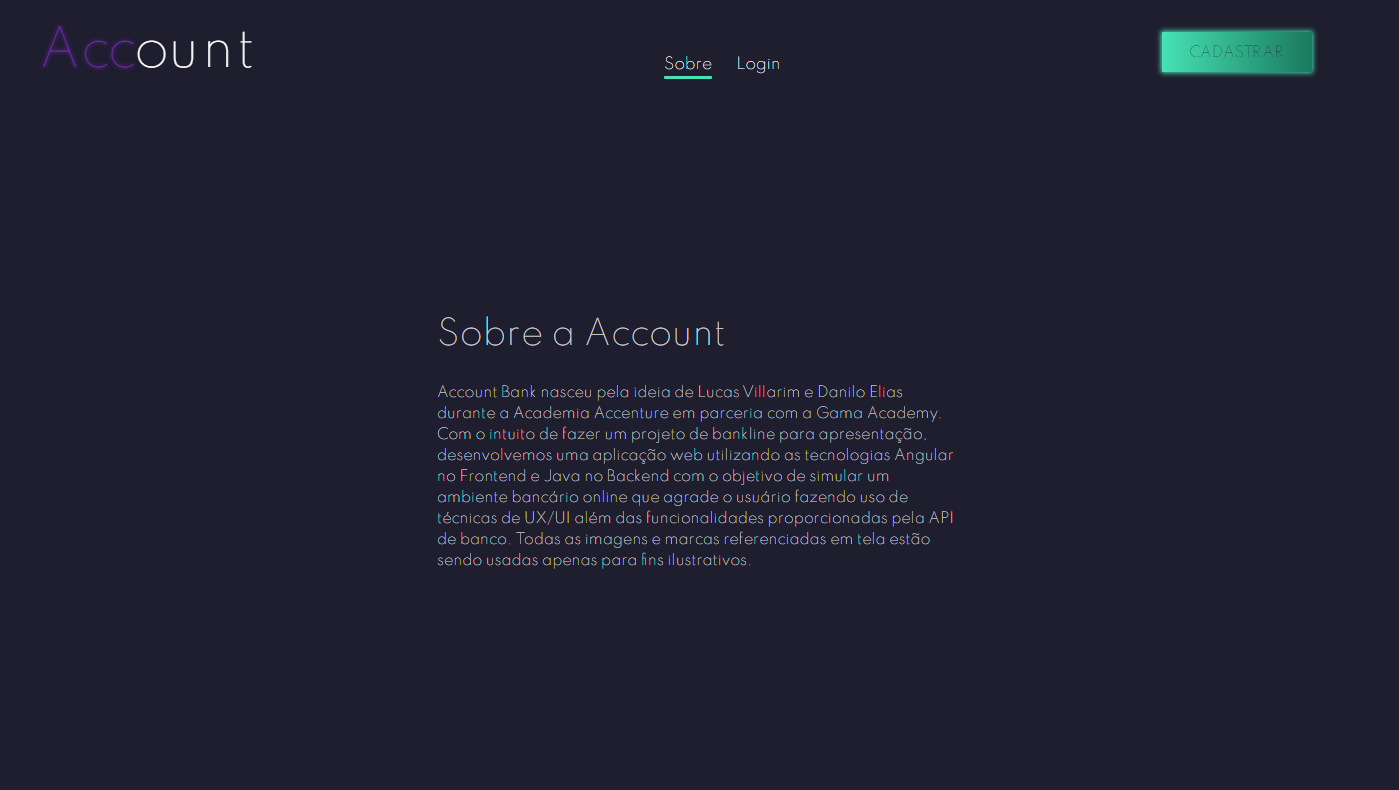 Account
Sobre Login
CADASTRAR
Sobre a Account
Account Bank nasceu pela ideia de Lucas Villarim e Danilo Elias
durante a Academia Accenture em parceria com a Gama Academy.
Com o intuito de fazer um projeto de bankline para apresentação,
desenvolvemos uma aplicação web utilizando as tecnologias Angular
no Frontend e Java no Backend com o objetivo de simular um
ambiente bancário online que agrade o usuário fazendo uso de
técnicas de UX/UI além das funcionalidades proporcionadas pela API
de banco. Todas as imagens e marcas referenciadas em tela estão
sendo usadas apenas para fins ilustrativos.